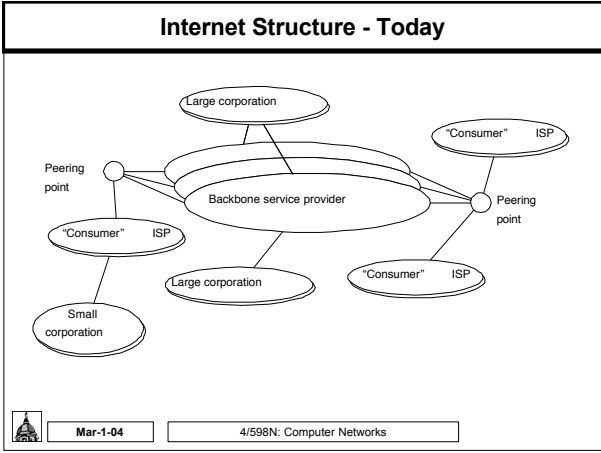 Internet Structure - Today
Large corporation
"Consumer" ISP
Peering
point
Backbone service provider
Peering
point
"Consumer" ISP
Large corporation
"Consumer" ISP
Small
corporation
Mar-1-04
4/598N: Computer Networks